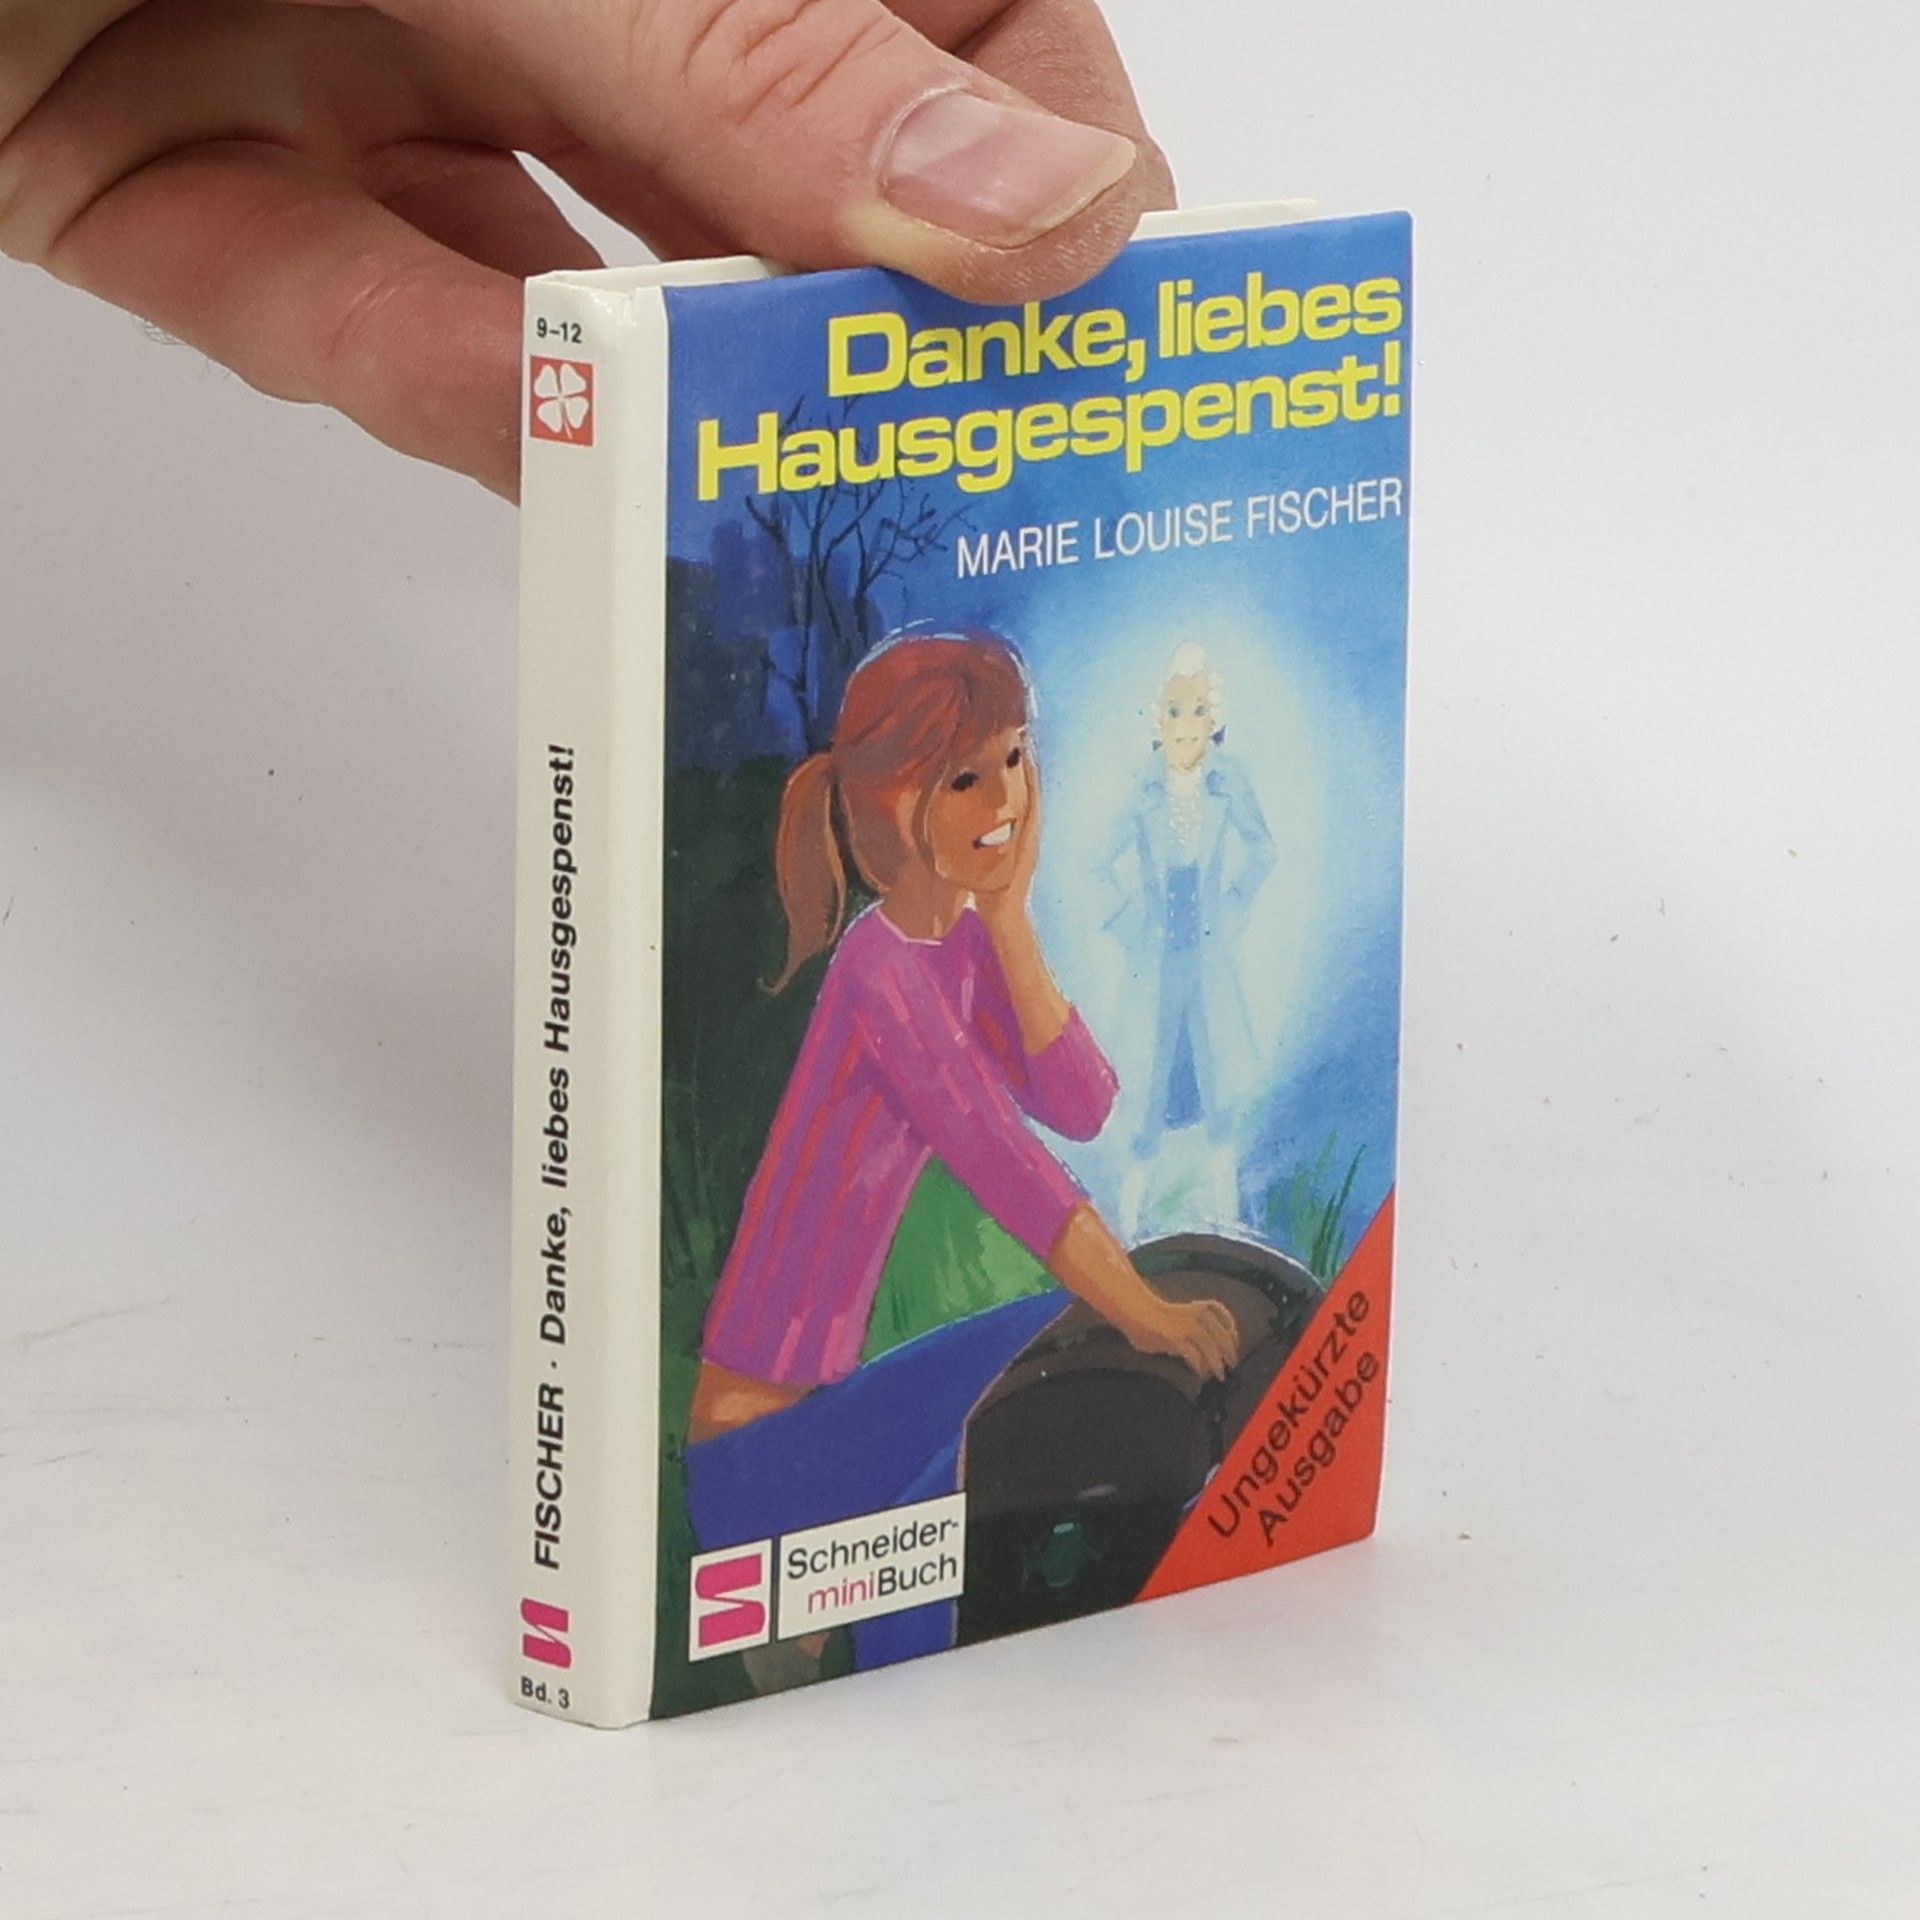 9–12
FISCHER · Danke, liebes Hausgespenst!
Bd. 3
Danke, liebes
Hausgespenst!
MARIE LOUISE FISCHER
Ungekürzte
Ausgabe
Schneider-
miniBuch